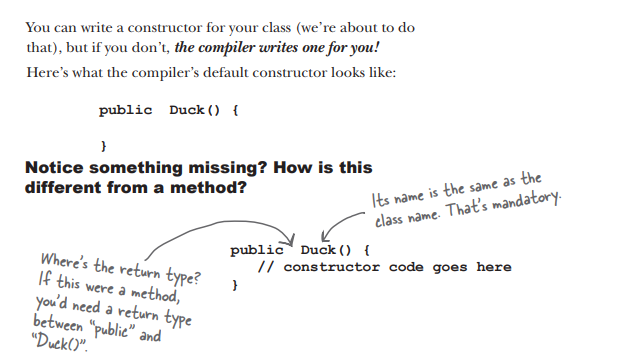 You can write a constructor for your class (we're about to do
that), but if you don't, the compiler writes one for you!
Here's what the compiler's default constructor looks like:
public Duck() {
}
Notice something missing? How is this
different from a method?
Its name is the same as the
class name. That's mandatory.
public Duck() {
// constructor code goes here
}
Where's the return type?
If this were a method,
you'd need a return type
between "public" and
"Duck()".